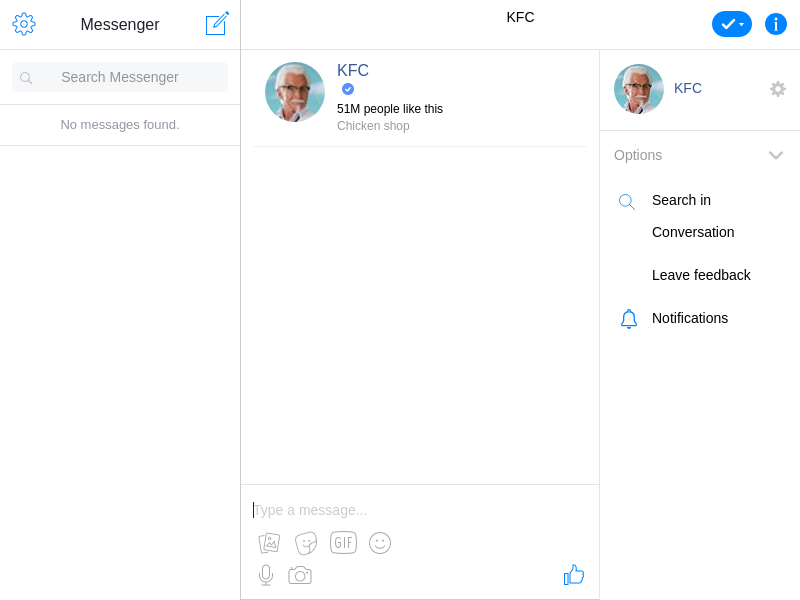 Messenger
KFC
Search Messenger
No messages found.
KFC
51M people like this
Chicken shop
KFC
Options
Search in
Conversation
Leave feedback
Notifications
Type a message...
GIF